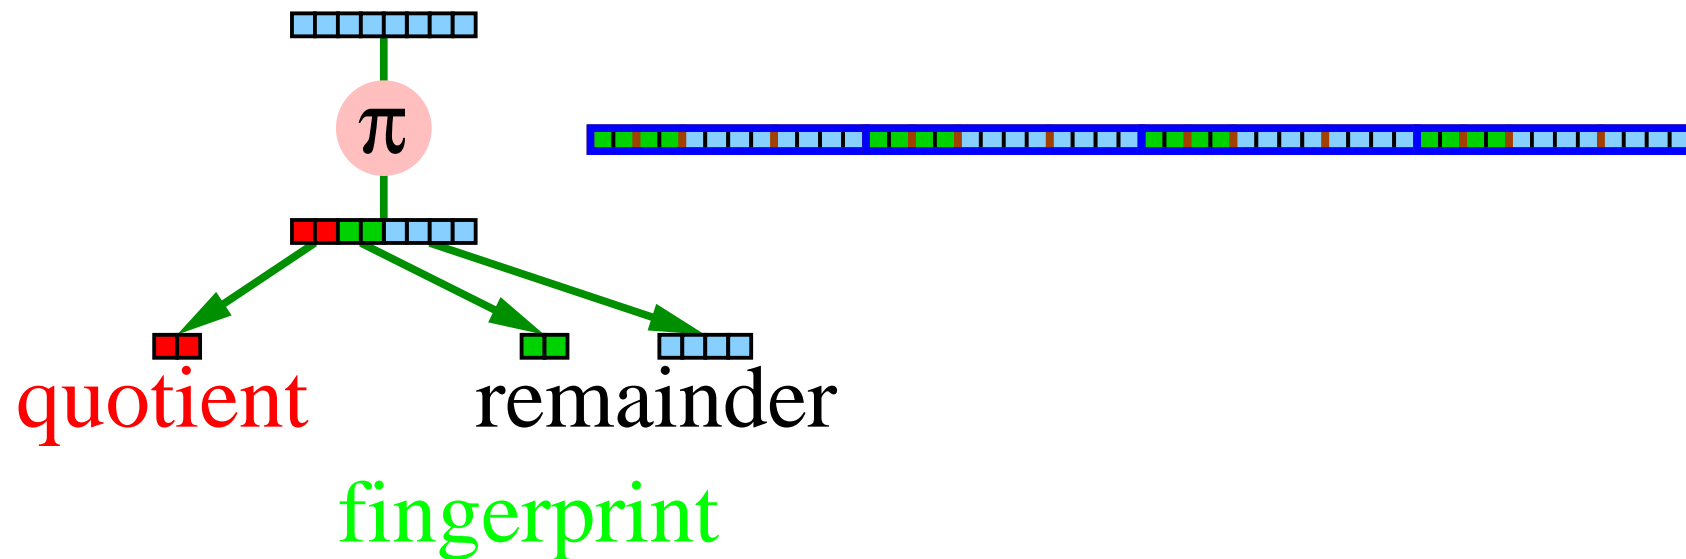 π
quotient
remainder
fingerprint